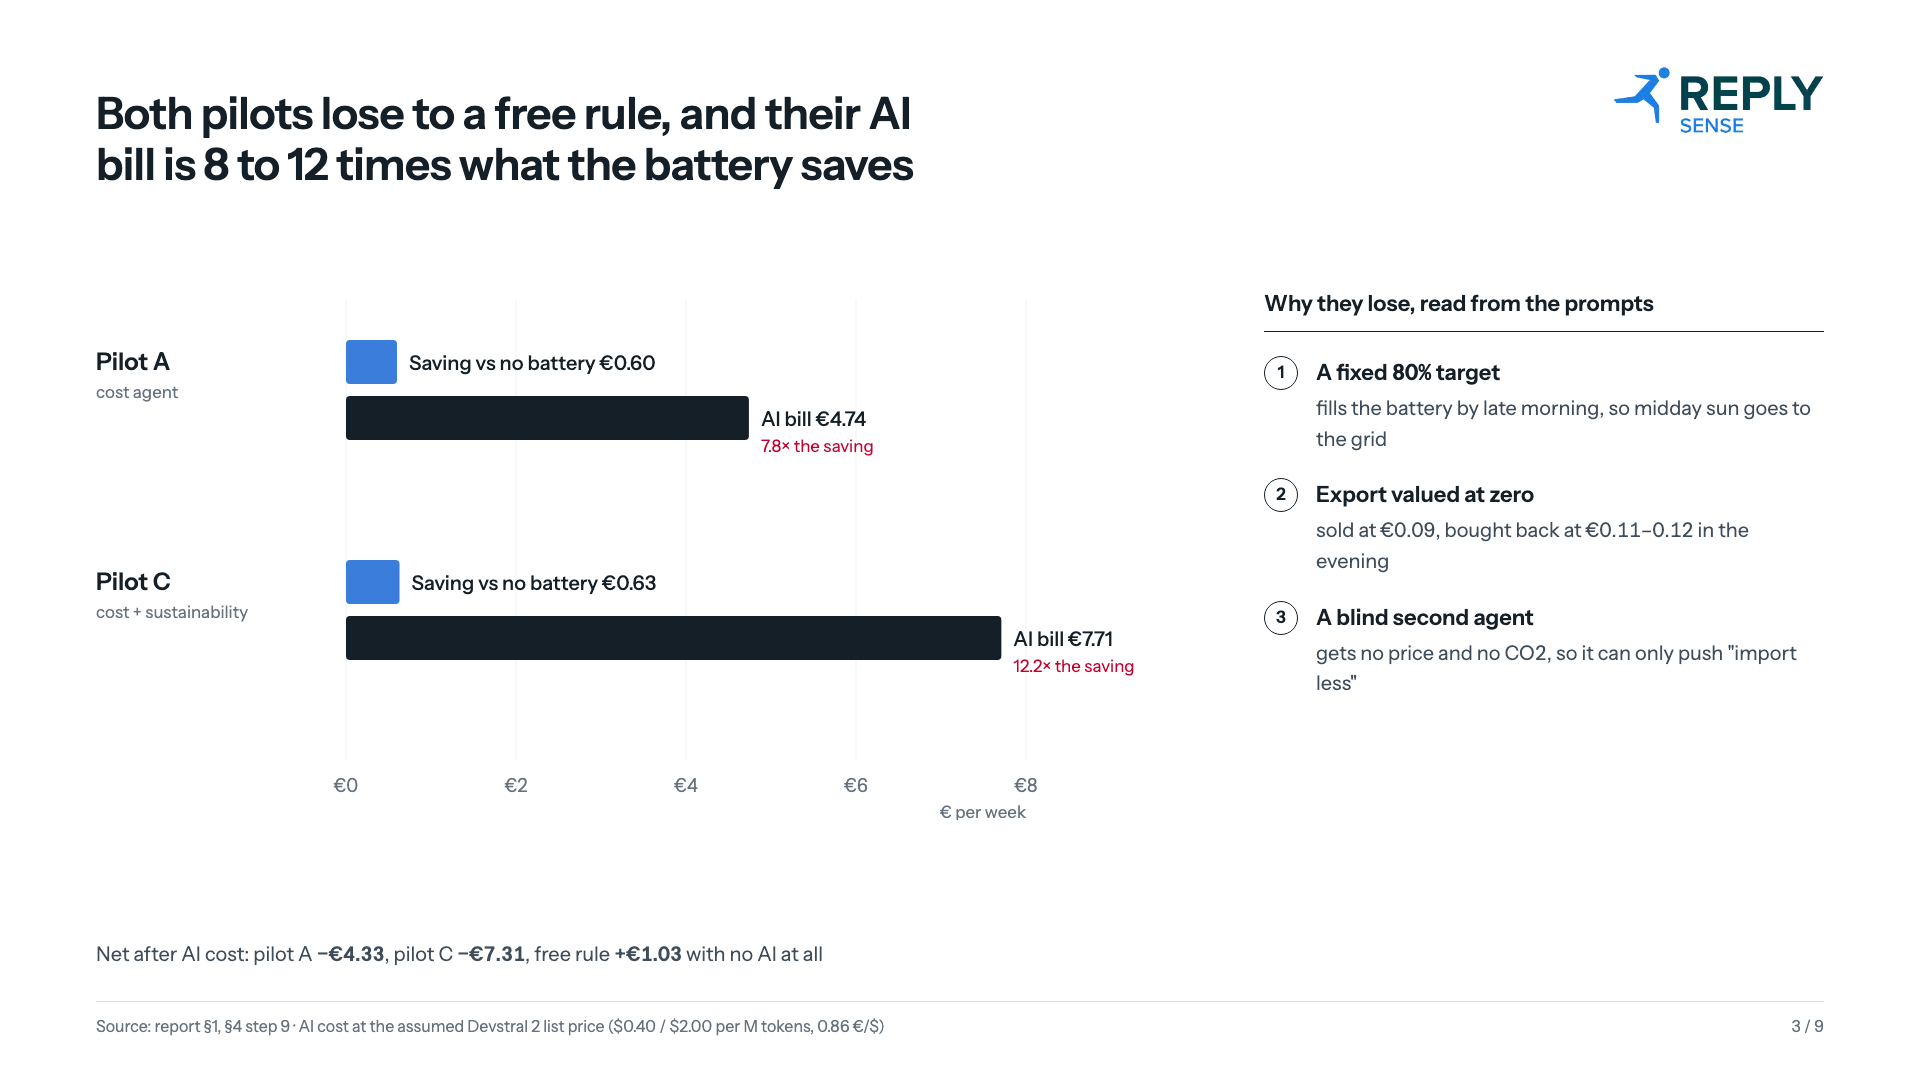 Both pilots lose to a free rule, and their AI
bill is 8 to 12 times what the battery saves
REPLY
SENSE
Pilot A
cost agent
Saving vs no battery €0.60
AI bill €4.74
7.8× the saving
Pilot C
cost + sustainability
Saving vs no battery €0.63
AI bill €7.71
12.2× the saving
€0
€2
€4
€6
€8
€ per week
Why they lose, read from the prompts
1
A fixed 80% target
fills the battery by late morning, so midday sun goes to
the grid
2
Export valued at zero
sold at €0.09, bought back at €0.11–0.12 in the
evening
3
A blind second agent
gets no price and no CO2, so it can only push "import
less"
Net after AI cost: pilot A −€4.33, pilot C −€7.31, free rule +€1.03 with no AI at all
Source: report §1, §4 step 9 · AI cost at the assumed Devstral 2 list price ($0.40 / $2.00 per M tokens, 0.86 €/$)
3 / 9